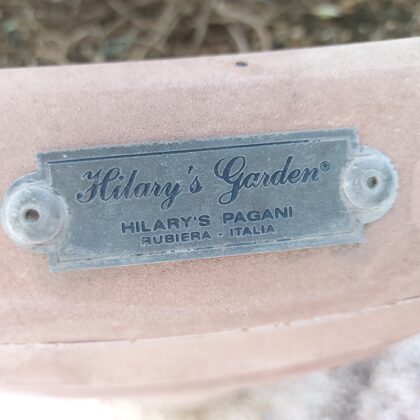 Hilary's Garden®
HILARY'S PAGANI
RUBIERA - ITALIA